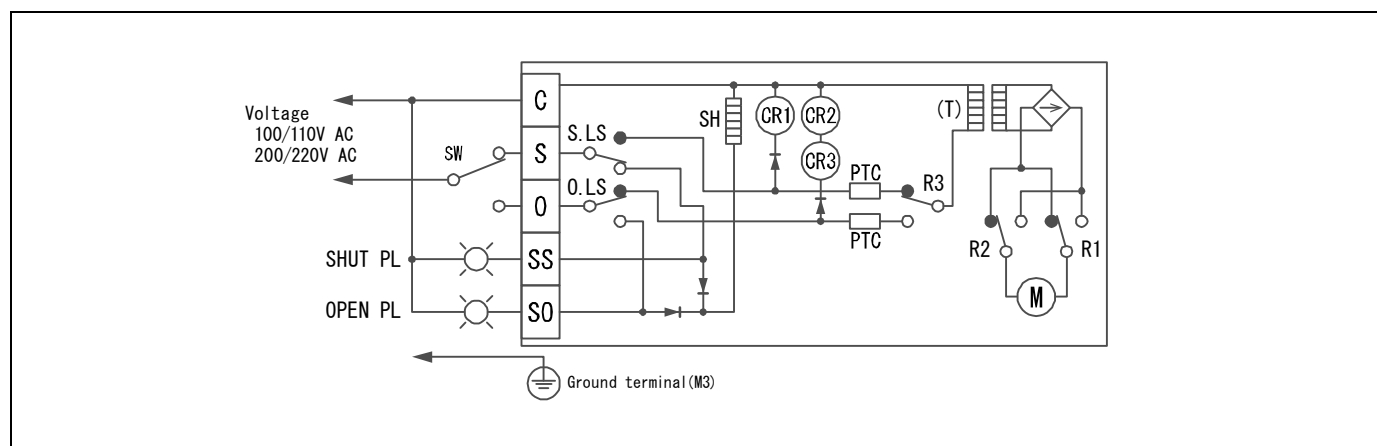 Voltage
100/110V AC
200/220V AC
SW
C
S
O
SS
SO
S.LS
O.LS
SH
CR1
CR2
CR3
PTC
PTC
R3
(T)
R2
R1
M
SHUT PL
OPEN PL
Ground terminal(M3)